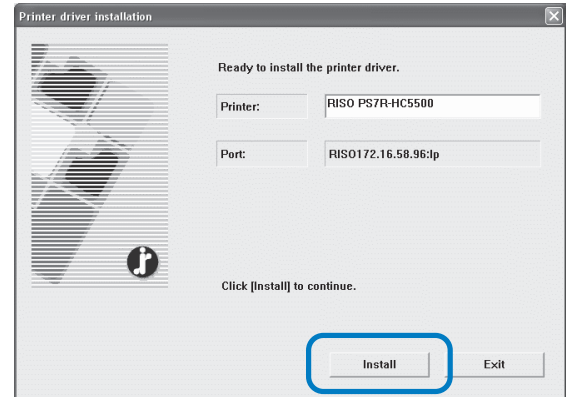 Printer driver installation
Ready to install the printer driver.
Printer: RISO PS7R-HC5500
Port: RISO172.16.58.96:lp
Click [Install] to continue.
Install Exit